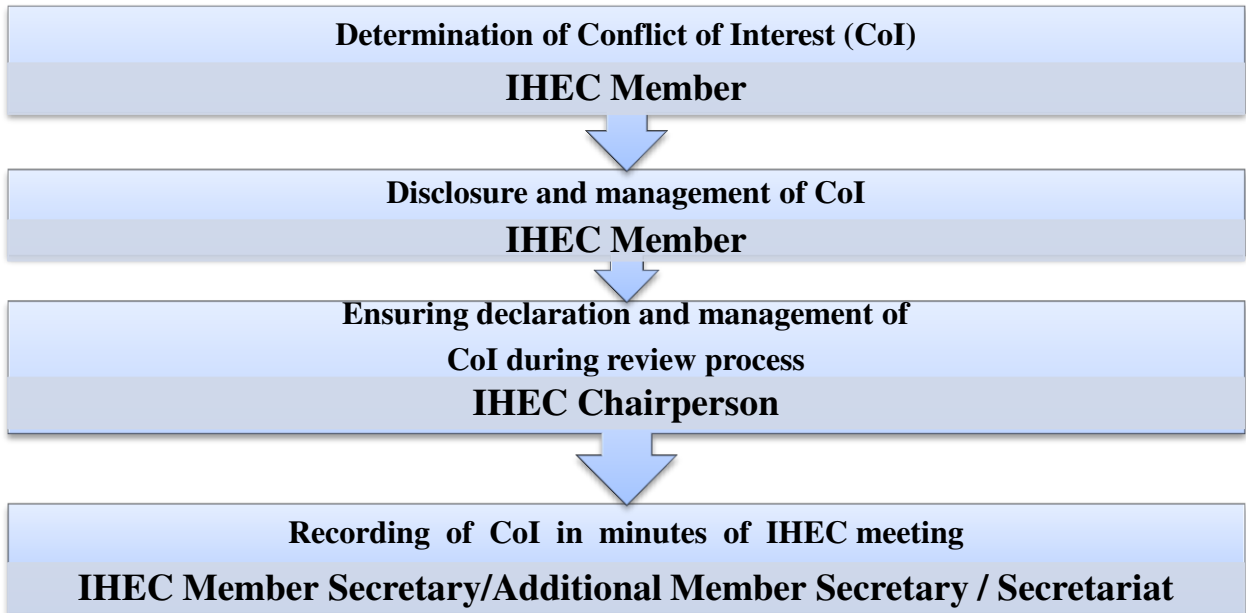 Determination of Conflict of Interest (CoI)
IHEC Member
Disclosure and management of CoI
IHEC Member
Ensuring declaration and management of
CoI during review process
IHEC Chairperson
Recording of CoI in minutes of IHEC meeting
IHEC Member Secretary/Additional Member Secretary / Secretariat